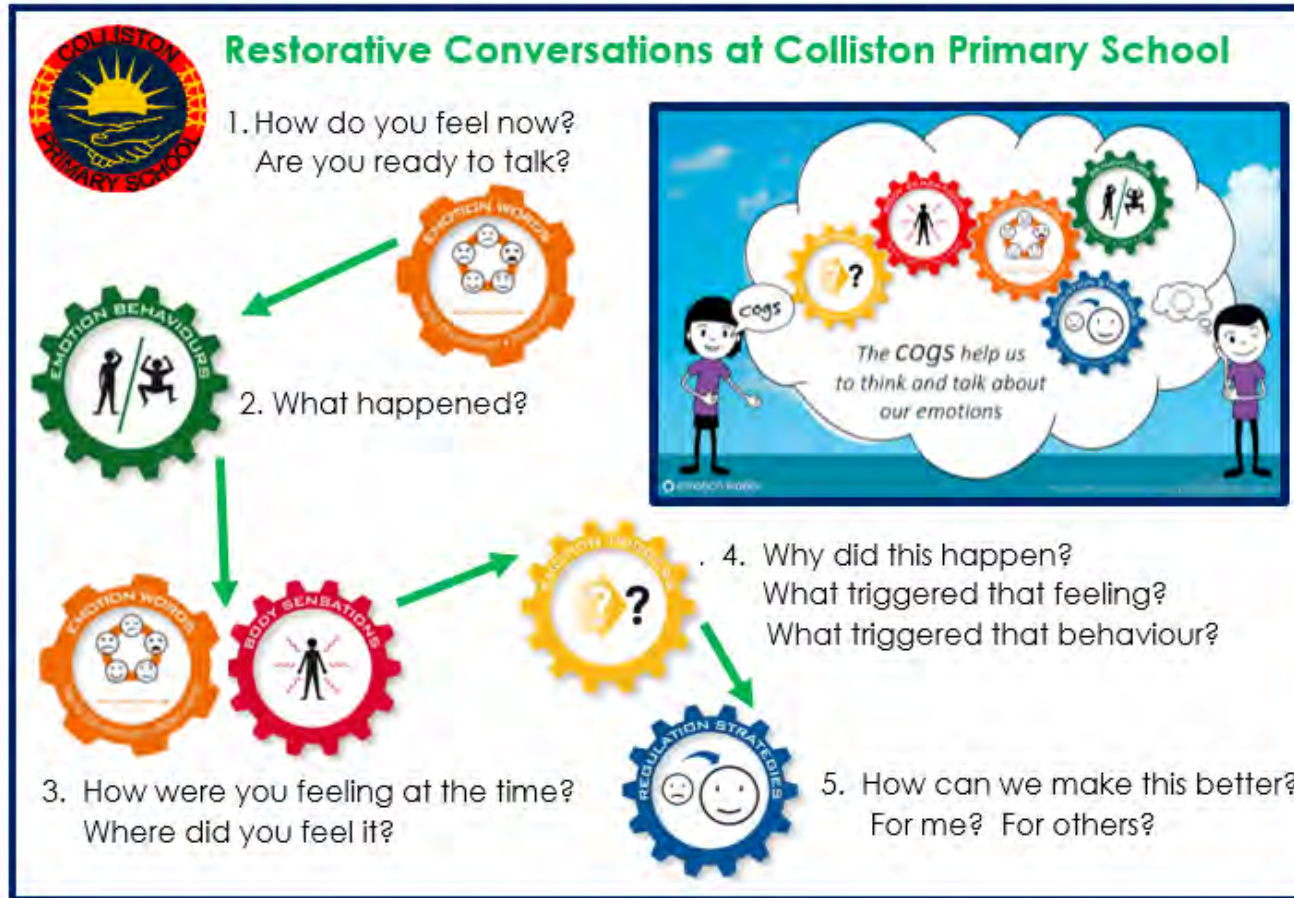 Restorative Conversations at Colliston Primary School
COLLISTON
PRIMARY SCHOOL
1. How do you feel now?
Are you ready to talk?
EMOTION WORDS
EMOTION BEHAVIOURS
2. What happened?
cogs
The cogs help us
to think and talk about
our emotions
EMOTION WORDS
BODY SENSATIONS
. 4. Why did this happen?
What triggered that feeling?
What triggered that behaviour?
3. How were you feeling at the time?
Where did you feel it?
REGULATION STRATEGIES
5. How can we make this better?
For me? For others?